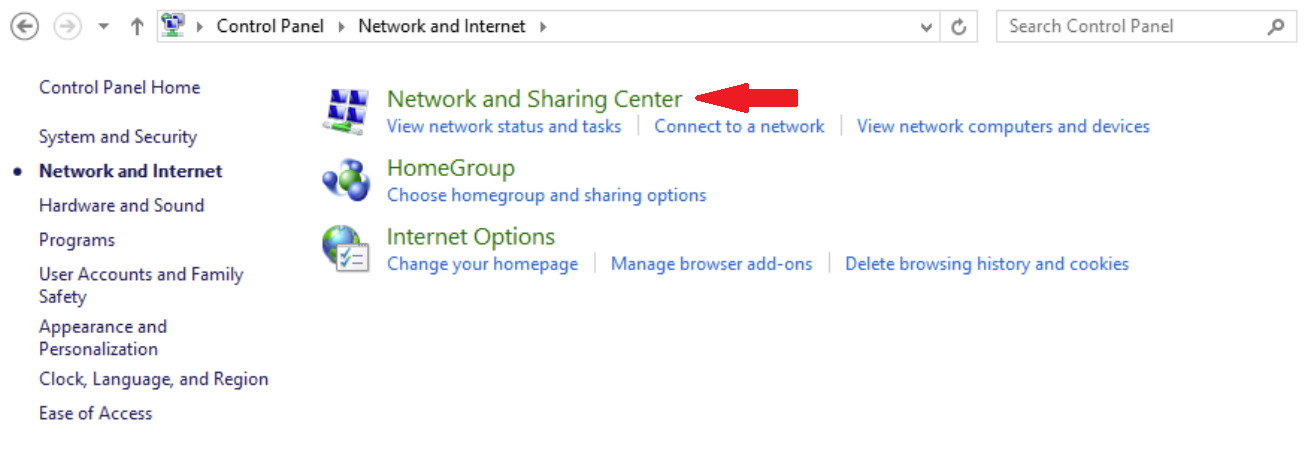 Control Panel Network and Internet
Search Control Panel
Control Panel Home
System and Security
Network and Internet
Hardware and Sound
Programs
User Accounts and Family
Safety
Appearance and
Personalization
Clock, Language, and Region
Ease of Access
Network and Sharing Center
View network status and tasks Connect to a network View network computers and devices
HomeGroup
Choose homegroup and sharing options
Internet Options
Change your homepage Manage browser add-ons Delete browsing history and cookies